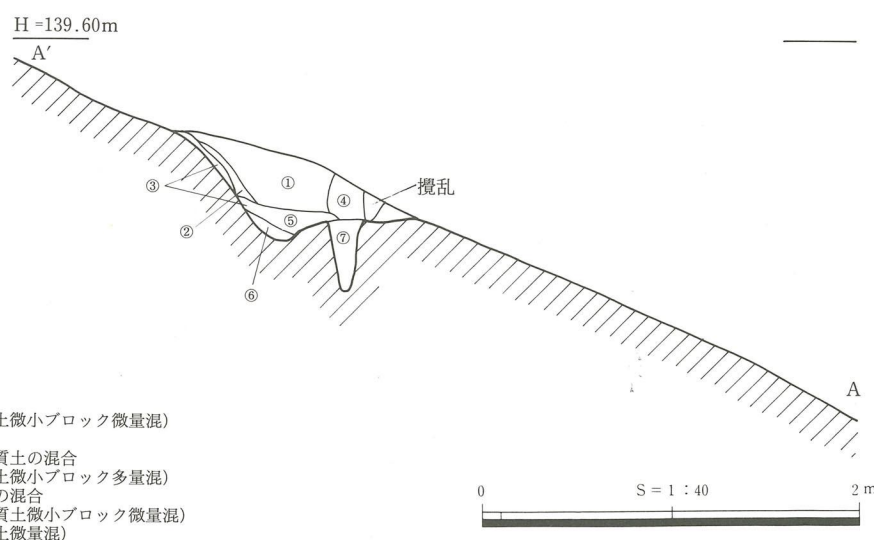 H=139.60m
A′
①
③
④
攪乱
⑤
②
⑦
⑥
A
土微小ブロック微量混)
質土の混合
土微小ブロック多量混)
の混合
質土微小ブロック微量混)
土微量混)
0 S=1:40 2m